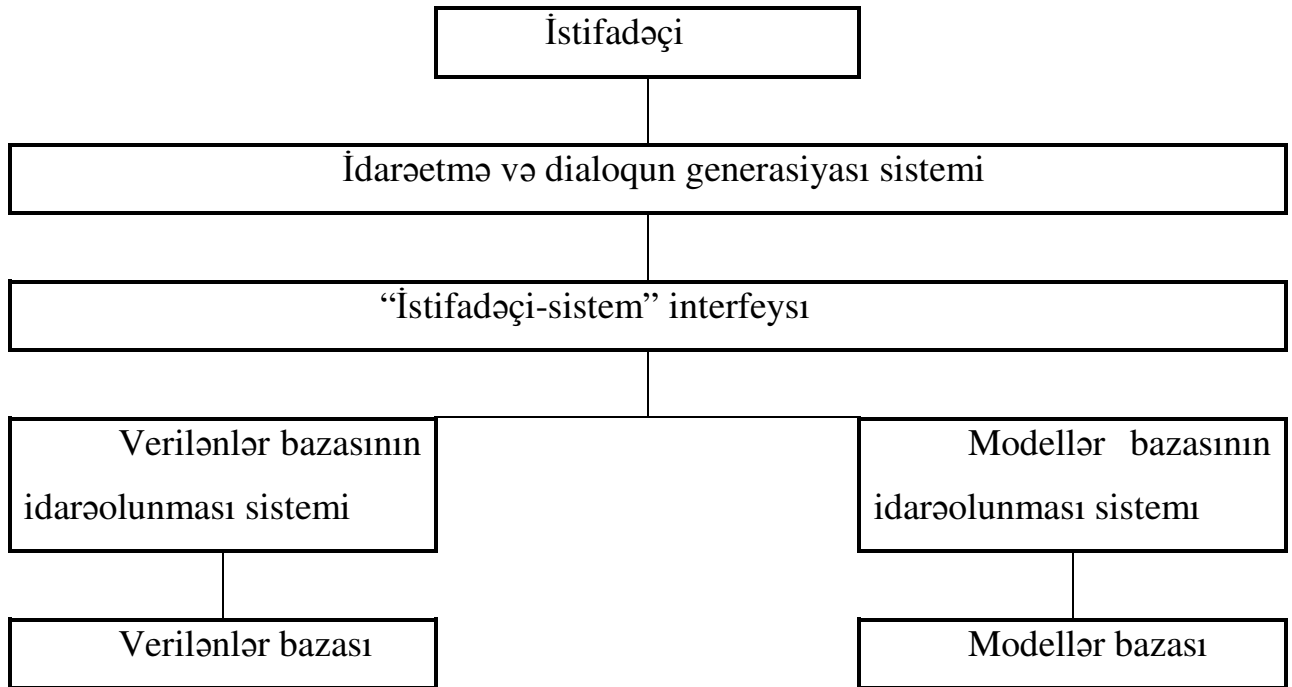 İstifadəçi
İdarəetmə və dialoqun generasiyası sistemi
“İstifadəçi-sistem” interfeysı
Verilənlər bazasının
idarəolunması sistemi
Modellər bazasının
idarəolunması sistemı
Verilənlər bazası
Modellər bazası